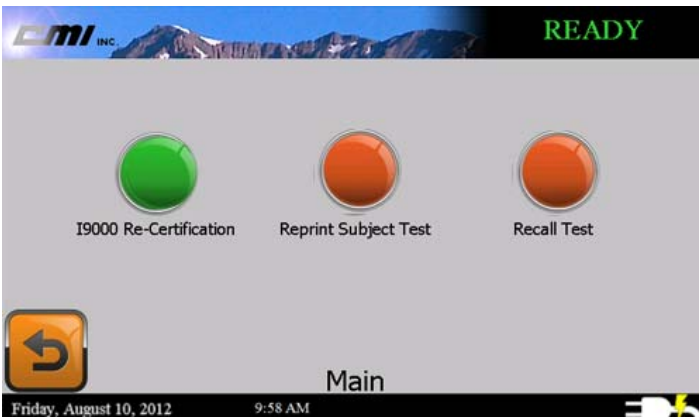 CMI INC.
READY
I9000 Re-Certification
Reprint Subject Test
Recall Test
Main
Friday, August 10, 2012
9:58 AM